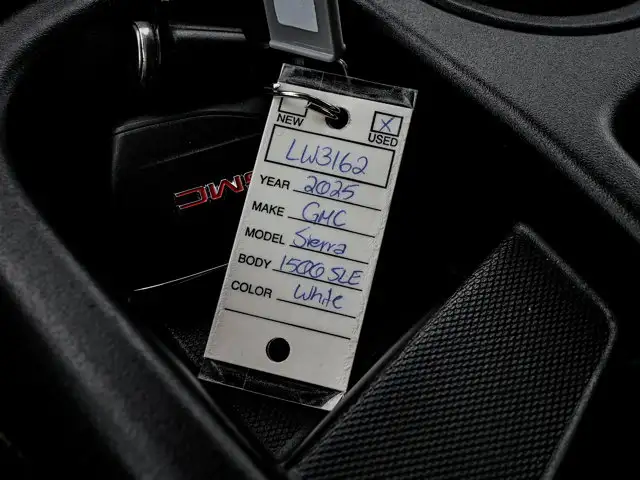 NEW
X
USED
LW3162
YEAR 2025
MAKE GMC
MODEL Sierra
BODY 1500 SLE
COLOR White
GMC